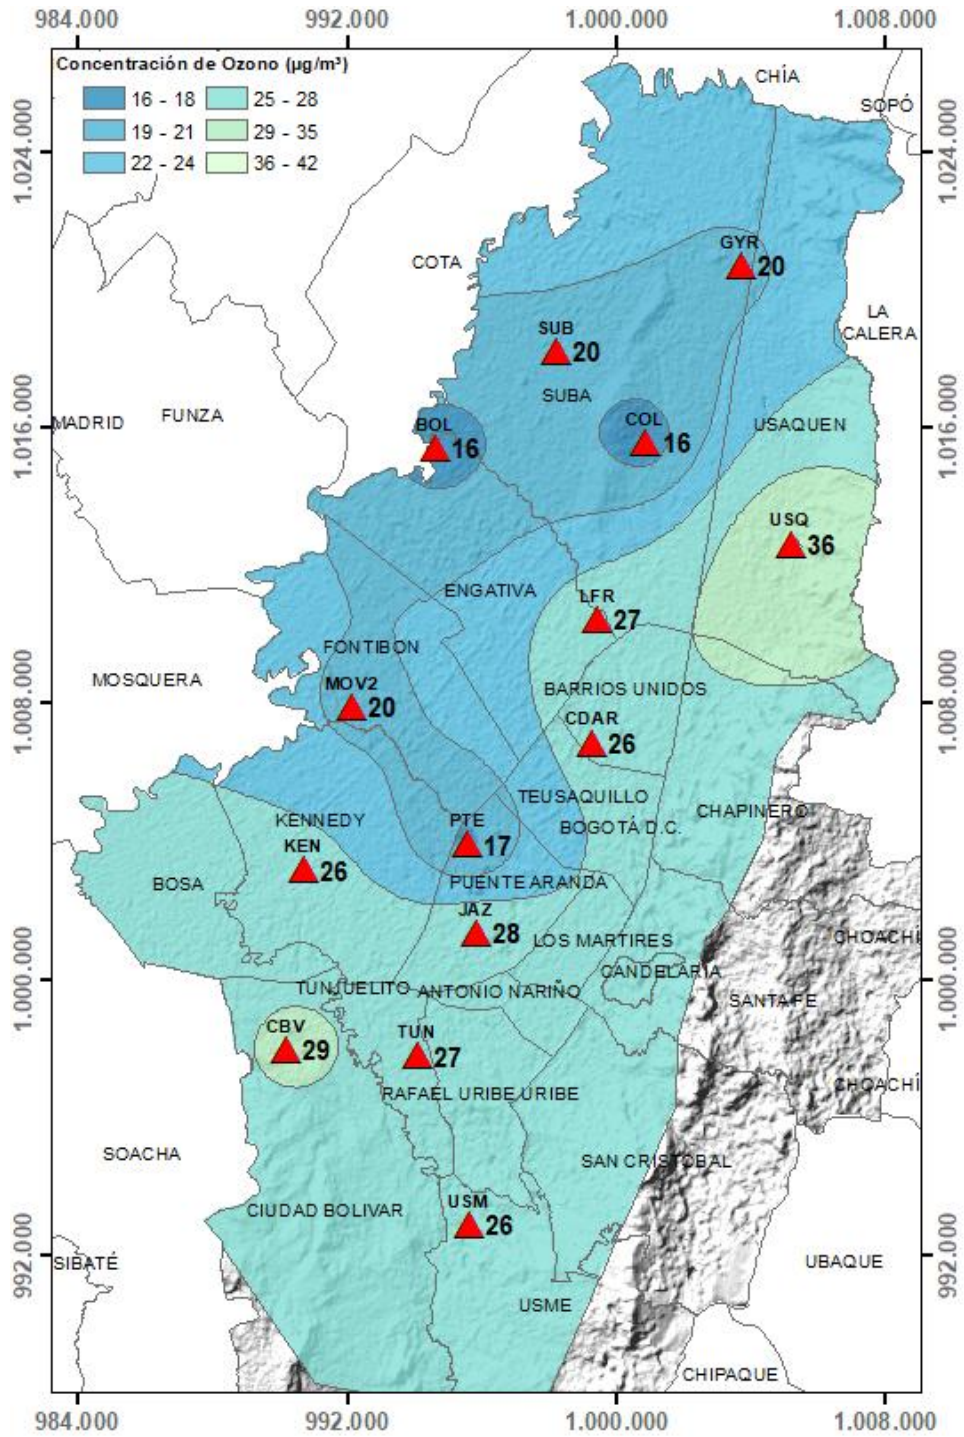 984.000 992.000 1.000.000 1.008.000
Concentración de Ozono (µg/m³)
16 - 18 25 - 28
19 - 21 29 - 35
22 - 24 36 - 42
CHÍA
SOPÓ
1.024.000 1.024.000
GYR
COTA 20
LA
CALERA
SUB
20
SUBA
MADRID FUNZA BOL COL USAQUEN
1.016.000 16 16 1.016.000
USQ
36
ENGATIVA LFR
27
FONTIBON
MOSQUERA MOV2 BARRIOS UNIDOS
1.008.000 20 CDAR 1.008.000
26
TEUSAQUILLO CHAPINERO
KENNEDY PTE BOGOTÁ D.C.
KEN 17
BOSA 26 PUENTE ARANDA
JAZ
28 LOS MARTIRES CHOACHI
CANDELARIA
1.000.000 TUNJUELITO ANTONIO NARIÑO SANTA FE 1.000.000
CBV TUN
29 27
RAFAEL URIBE URIBE CHOACHÍ
SOACHA SAN CRISTOBAL
CIUDAD BOLIVAR USM
26
SIBATÉ UBAQUE
992.000 992.000
USME
CHIPAQUE
984.000 992.000 1.000.000 1.008.000